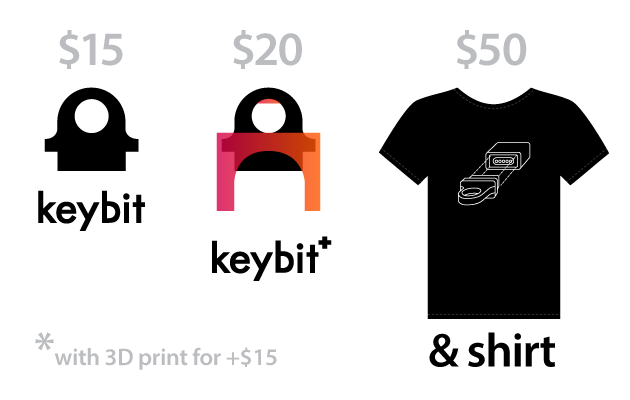 $15
$20
$50
keybit
keybit+
& shirt
*with 3D print for +$15